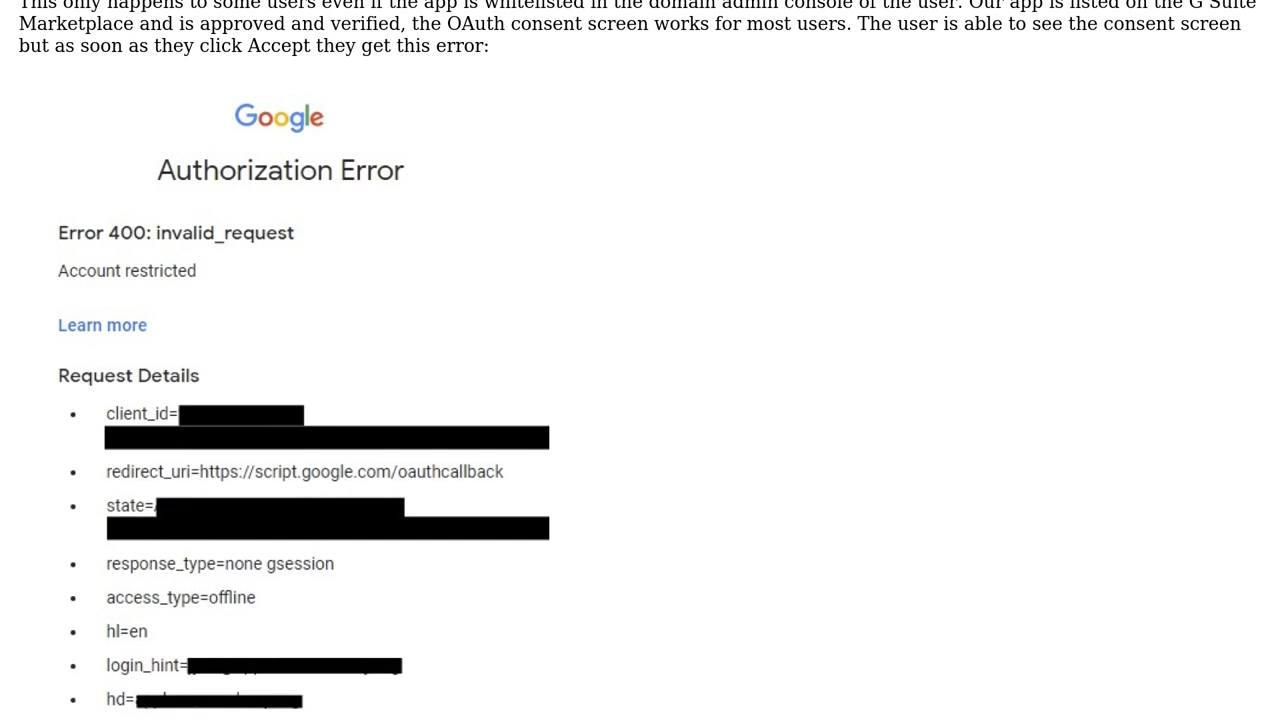 This only happens to some users even if the app is whitelisted in the domain admin console of the user. Our app is listed on the G Suite
Marketplace and is approved and verified, the OAuth consent screen works for most users. The user is able to see the consent screen
but as soon as they click Accept they get this error:
Google
Authorization Error
Error 400: invalid_request
Account restricted
Learn more
Request Details
• client_id=
• redirect_uri=https://script.google.com/oauthcallback
• state=
• response_type=none gsession
• access_type=offline
• hl=en
• login_hint=
• hd=